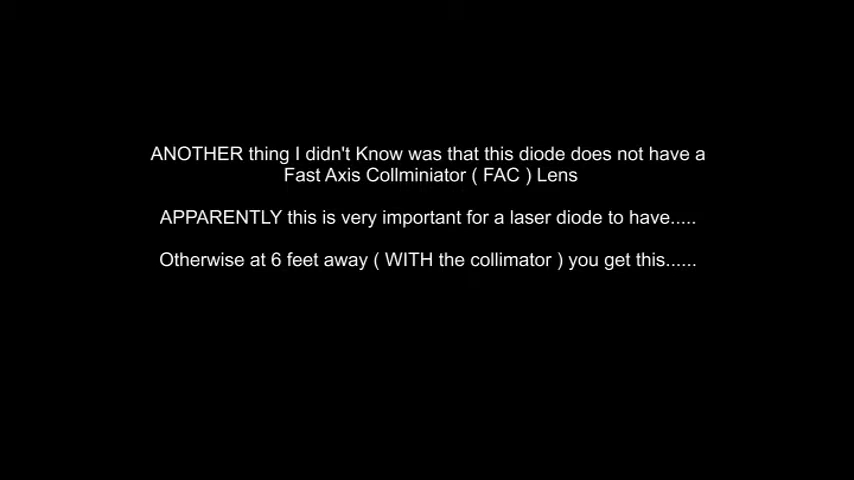 ANOTHER thing I didn't Know was that this diode does not have a
Fast Axis Collminiator ( FAC ) Lens
APPARENTLY this is very important for a laser diode to have.....
Otherwise at 6 feet away ( WITH the collimator ) you get this......